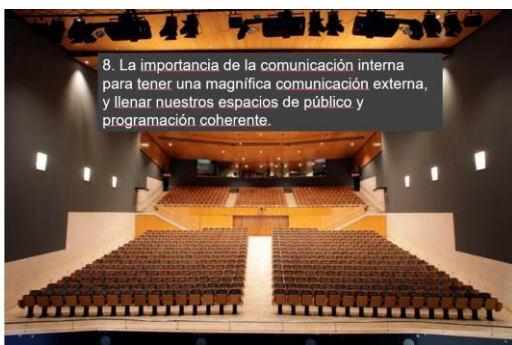 8. La importancia de la comunicación interna
para tener una magnífica comunicación externa,
y llenar nuestros espacios de público y
programación coherente.